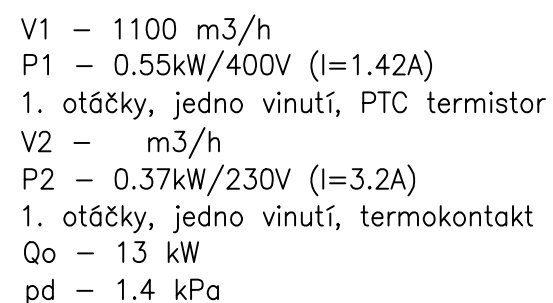 V1 – 1100 m3/h
P1 – 0.55kW/400V (I=1.42A)
1. otáčky, jedno vinutí, PTC termistor
V2 –    m3/h
P2 – 0.37kW/230V (I=3.2A)
1. otáčky, jedno vinutí, termokontakt
Qo – 13 kW
pd – 1.4 kPa